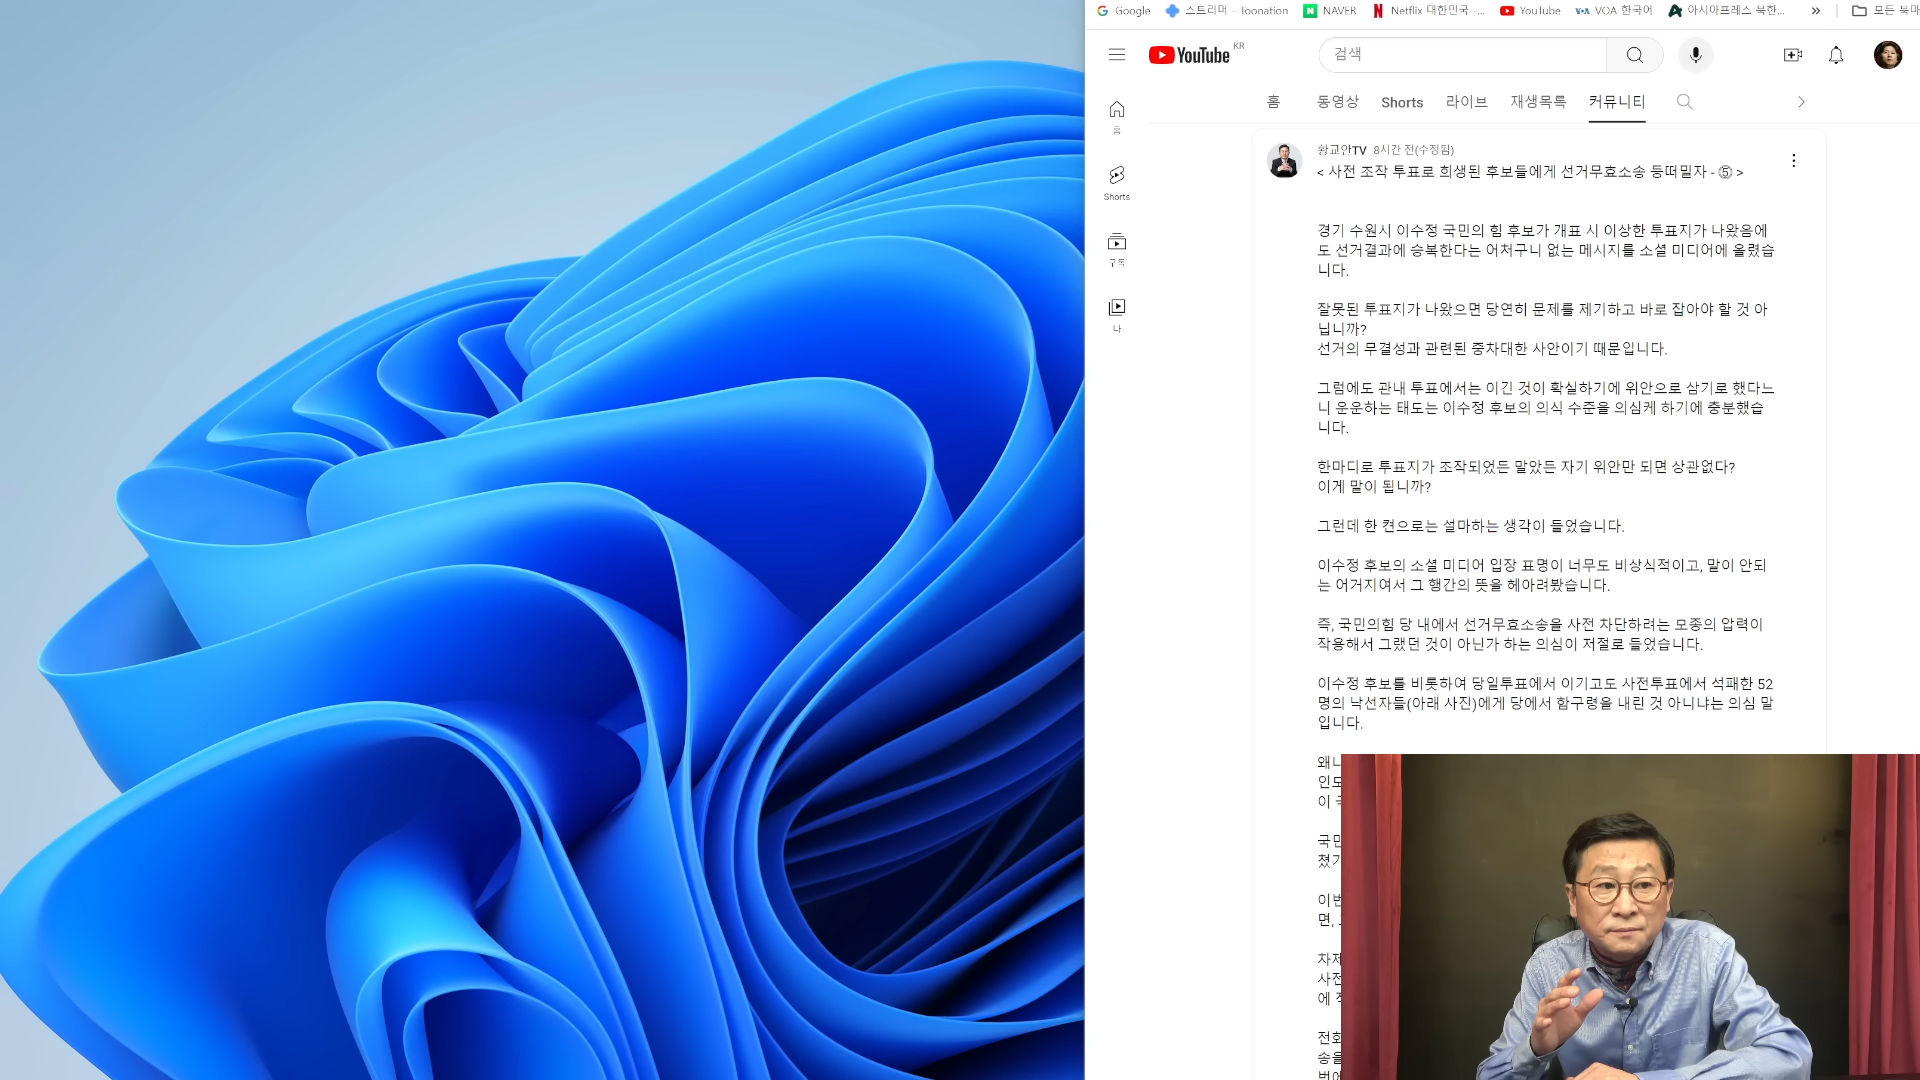 Google
스트리머 - Toonation
NAVER
Netflix 대한민국 -...
YouTube
VOA 한국어
아시아프레스 북한...
»
모든 북마
YouTube KR
검색
홈
동영상
Shorts
라이브
재생목록
커뮤니티
홈
Shorts
구독
나
황교안TV 8시간 전(수정됨)
< 사전 조작 투표로 희생된 후보들에게 선거무효소송 등떠밀자 - ⑤ >
경기 수원시 이수정 국민의 힘 후보가 개표 시 이상한 투표지가 나왔음에
도 선거결과에 승복한다는 어처구니 없는 메시지를 소셜 미디어에 올렸습
니다.
잘못된 투표지가 나왔으면 당연히 문제를 제기하고 바로 잡아야 할 것 아
닙니까?
선거의 무결성과 관련된 중차대한 사안이기 때문입니다.
그럼에도 관내 투표에서는 이긴 것이 확실하기에 위안으로 삼기로 했다느
니 운운하는 태도는 이수정 후보의 의식 수준을 의심케 하기에 충분했습
니다.
한마디로 투표지가 조작되었든 말았든 자기 위안만 되면 상관없다?
이게 말이 됩니까?
그런데 한 켠으로는 설마하는 생각이 들었습니다.
이수정 후보의 소셜 미디어 입장 표명이 너무도 비상식적이고, 말이 안되
는 어거지여서 그 행간의 뜻을 헤아려봤습니다.
즉, 국민의힘 당 내에서 선거무효소송을 사전 차단하려는 모종의 압력이
작용해서 그랬던 것이 아닌가 하는 의심이 저절로 들었습니다.
이수정 후보를 비롯하여 당일투표에서 이기고도 사전투표에서 석패한 52
명의 낙선자들(아래 사진)에게 당에서 함구령을 내린 것 아니냐는 의심 말
입니다.
왜
이
국민
이번
면,
차제
사전
에
전화
송을
번에